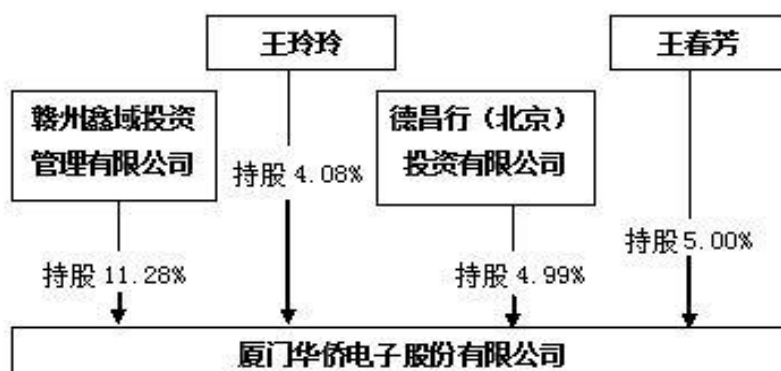 王玲玲
王春芳
赣州鑫域投资
管理有限公司
德昌行（北京）
投资有限公司
持股 4.08%
持股 5.00%
持股 11.28%
持股 4.99%
厦门华侨电子股份有限公司